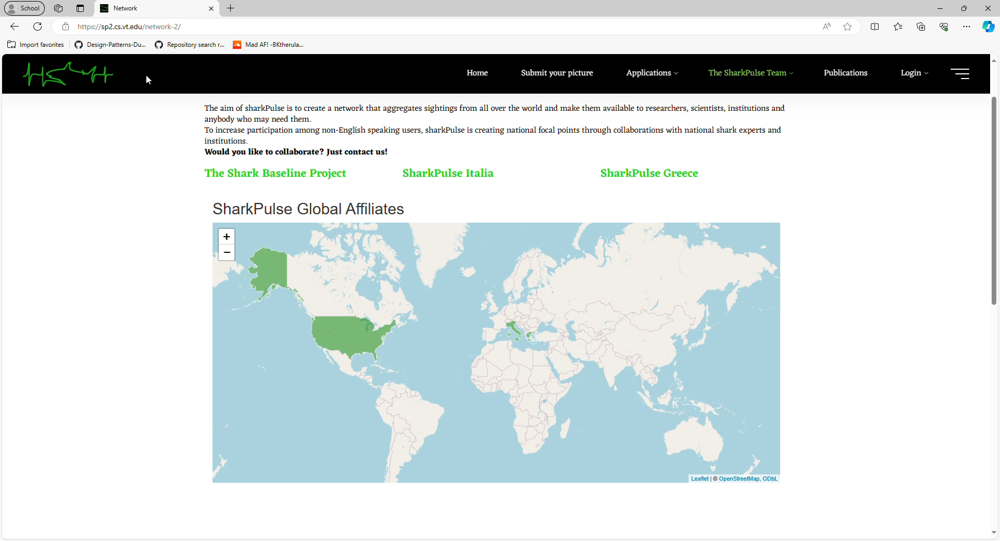 School
Network
https://sp2.cs.vt.edu/network-2/
Import favorites
Design-Patterns-Du...
Repository search r...
Mad AF! -BKtherula...
Home
Submit your picture
Applications
The SharkPulse Team
Publications
Login
The aim of sharkPulse is to create a network that aggregates sightings from all over the world and make them available to researchers, scientists, institutions and
anybody who may need them.
To increase participation among non-English speaking users, sharkPulse is creating national focal points through collaborations with national shark experts and
institutions.
Would you like to collaborate? Just contact us!
The Shark Baseline Project
SharkPulse Italia
SharkPulse Greece
SharkPulse Global Affiliates
+
−
Leaflet | © OpenStreetMap, ODbL